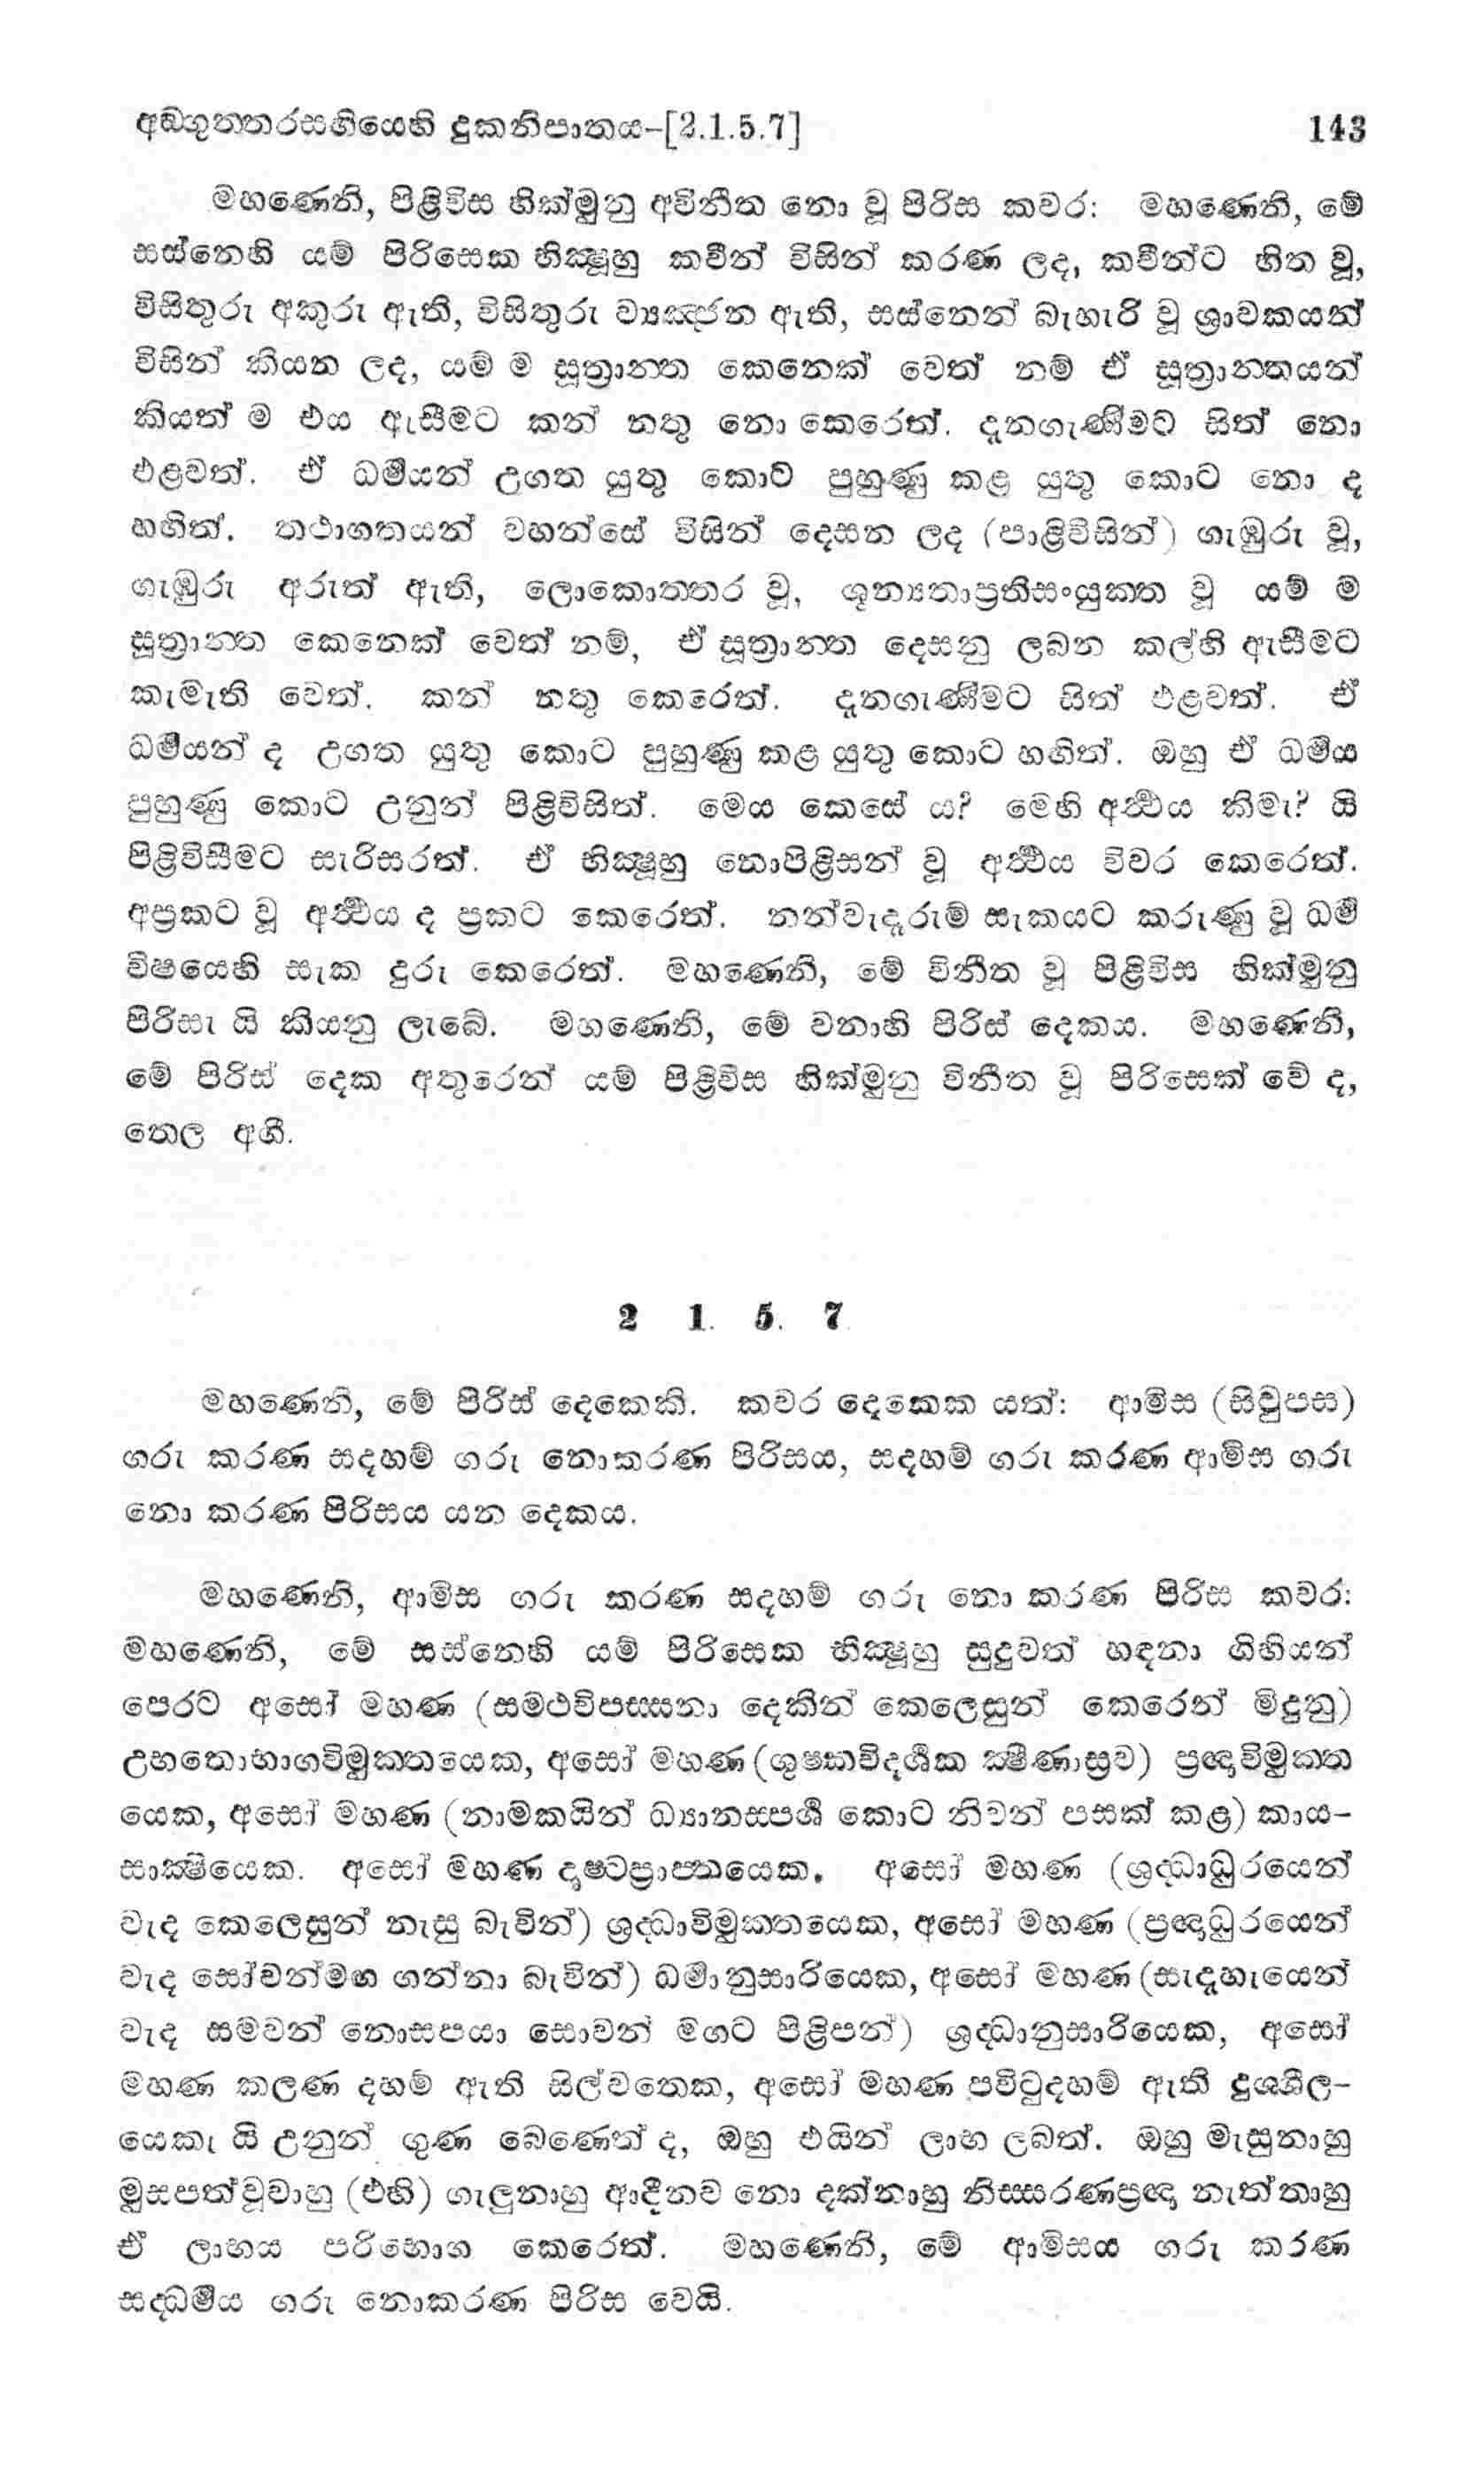 අඞ්ගුත්තරසඟියෙහි දුකනිපාතය–[2.1.5.7] 143
මහණෙනි, පිළිවිස හික්මුනු අවිනීත නො වූ පිරිස කවර: මහණෙනි, මේ
සස්නෙහි යම් පිරිසෙක භික්‍ෂූහු කවීන් විසින් කරණ ලද, කවීන්ට හිත වූ,
විසිතුරු අකුරු ඇති, විසිතුරු ව්‍යඤ්ජන ඇති, සස්නෙන් බැහැරි වූ ශ්‍රාවකයන්
විසින් කියන ලද, යම් ම සූත්‍රාන්ත කෙනෙක් වෙත් නම් ඒ සූත්‍රාන්තයන්
කියත් ම එය ඇසීමට කන් නතු නො කෙරෙත්. දැනගැණීමට සිත් නො
එළවත්. ඒ ධර්‍මයන් උගත යුතු කොට පුහුණු කළ යුතු කොට නො ද
හඟිත්. තථාගතයන් වහන්සේ විසින් දෙසන ලද (පාළිවිසින්) ගැඹුරු වූ,
ගැඹුරු අරුත් ඇති, ලොකොත්තර වූ, ශූන්‍යතාප්‍රතිසංයුක්ත වූ යම් ම
සූත්‍රාන්ත කෙනෙක් වෙත් නම්, ඒ සූත්‍රාන්ත දෙසනු ලබන කල්හි ඇසීමට
කැමැති වෙත්. කන් නතු කෙරෙත්. දැනගැණීමට සිත් එළවත්. ඒ
ධර්‍මයන් ද උගත යුතු කොට පුහුණු කළ යුතු කොට හඟිත්. ඔහු ඒ ධර්‍මය
පුහුණු කොට උනුන් පිළිවිසිත්. මෙය කෙසේ ය? මෙහි අර්‍ත්‍ථය කිමැ? යි
පිළිවිසීමට සැරිසරත්. ඒ භික්‍ෂූහු නොපිළිසන් වූ අර්‍ත්‍ථය විවර කෙරෙත්.
අප්‍රකට වූ අර්‍ත්‍ථය ද ප්‍රකට කෙරෙත්. නන්වැදෑරුම් සැකයට කරුණු වූ ධර්‍ම
විෂයෙහි සැක දුරු කෙරෙත්. මහණෙනි, මේ විනීත වූ පිළිවිස හික්මුනු
පිරිසැ යි කියනු ලැබේ. මහණෙනි, මේ වනාහි පිරිස් දෙකය. මහණෙනි,
මේ පිරිස් දෙක අතුරෙන් යම් පිළිවිස හික්මුනු විනීත වූ පිරිසෙක් වේ ද,
තෙල අගී.
2 1. 5. 7
මහණෙනි, මේ පිරිස් දෙකෙකි. කවර දෙකෙක යත්: ආමිස (සිවුපස)
ගරු කරණ සදහම් ගරු නොකරණ පිරිසය, සදහම් ගරු කරණ ආමිස ගරු
නො කරණ පිරිසය යන දෙකය.
මහණෙනි, ආමිස ගරු කරණ සදහම් ගරු නො කරණ පිරිස කවර:
මහණෙනි, මේ සස්නෙහි යම් පිරිසෙක භික්‍ෂූහු සුදුවත් හඳනා ගිහියන්
පෙරට අසෝ මහණ (සමථවිපස්සනා දෙකින් කෙලෙසුන් කෙරෙන් මිදුනු)
උභතොභාගවිමුක්තයෙක, අසෝ මහණ (ශුෂ්කවිදර්‍ශක ක්‍ෂීණාස්‍රව) ප්‍රඥාවිමුක්ත
යෙක, අසෝ මහණ (නාමකයින් ධ්‍යානස්පර්‍ශ කොට නිවන් පසක් කළ) කාය-
සාක්‍ෂියෙක. අසෝ මහණ දෘෂ්ටප්‍රාප්තයෙක. අසෝ මහණ (ශ්‍රද්ධාධුරයෙන්
වැද කෙලෙසුන් නැසු බැවින්) ශ්‍රද්ධාවිමුක්තයෙක, අසෝ මහණ (ප්‍රඥාධුරයෙන්
වැද සෝවන්මඟ ගන්නා බැවින්) ධර්‍මානුසාරියෙක, අසෝ මහණ (සැදැහැයෙන්
වැද සමවන් නොසපයා සොවන් මගට පිළිපන්) ශ්‍රද්ධානුසාරියෙක, අසෝ
මහණ කලණ දහම් ඇති සිල්වතෙක, අසෝ මහණ පවිටුදහම් ඇති දුශ්ශීල-
යෙකැ යි උනුන් ගුණ බෙණෙත් ද, ඔහු එයින් ලාභ ලබත්. ඔහු මැසුනාහු
මුසපත්වූවාහු (එහි) ගැලුනාහු ආදීනව නො දක්නාහු නිස්සරණප්‍රඥා නැත්තාහු
ඒ ලාභය පරිභොග කෙරෙත්. මහණෙනි, මේ ආමිසය ගරු කරණ
සද්ධර්‍මය ගරු නොකරණ පිරිස වෙයි.